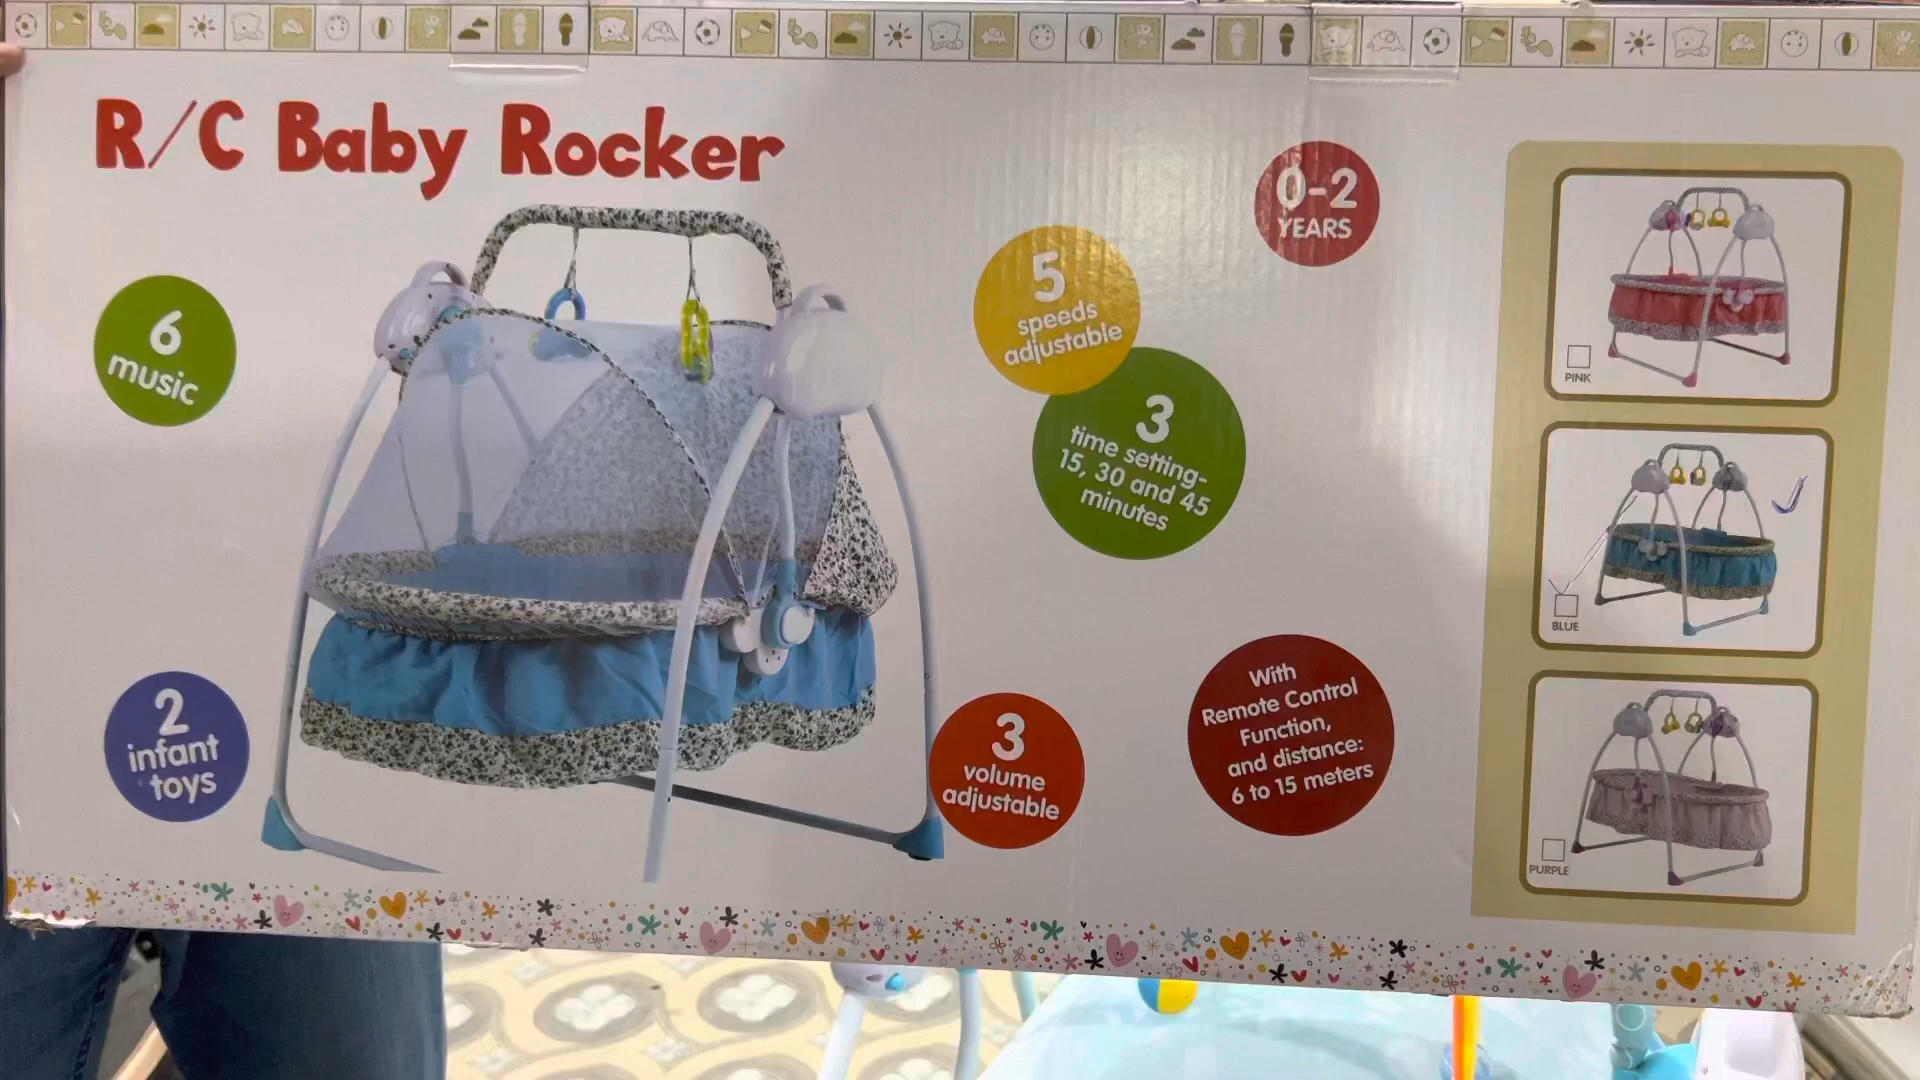 R/C Baby Rocker
6
music
2
infant
toys
5
speeds
adjustable
3
time setting-
15, 30 and 45
minutes
3
volume
adjustable
0-2
YEARS
With
Remote Control
Function,
and distance:
6 to 15 meters
PINK
BLUE
PURPLE